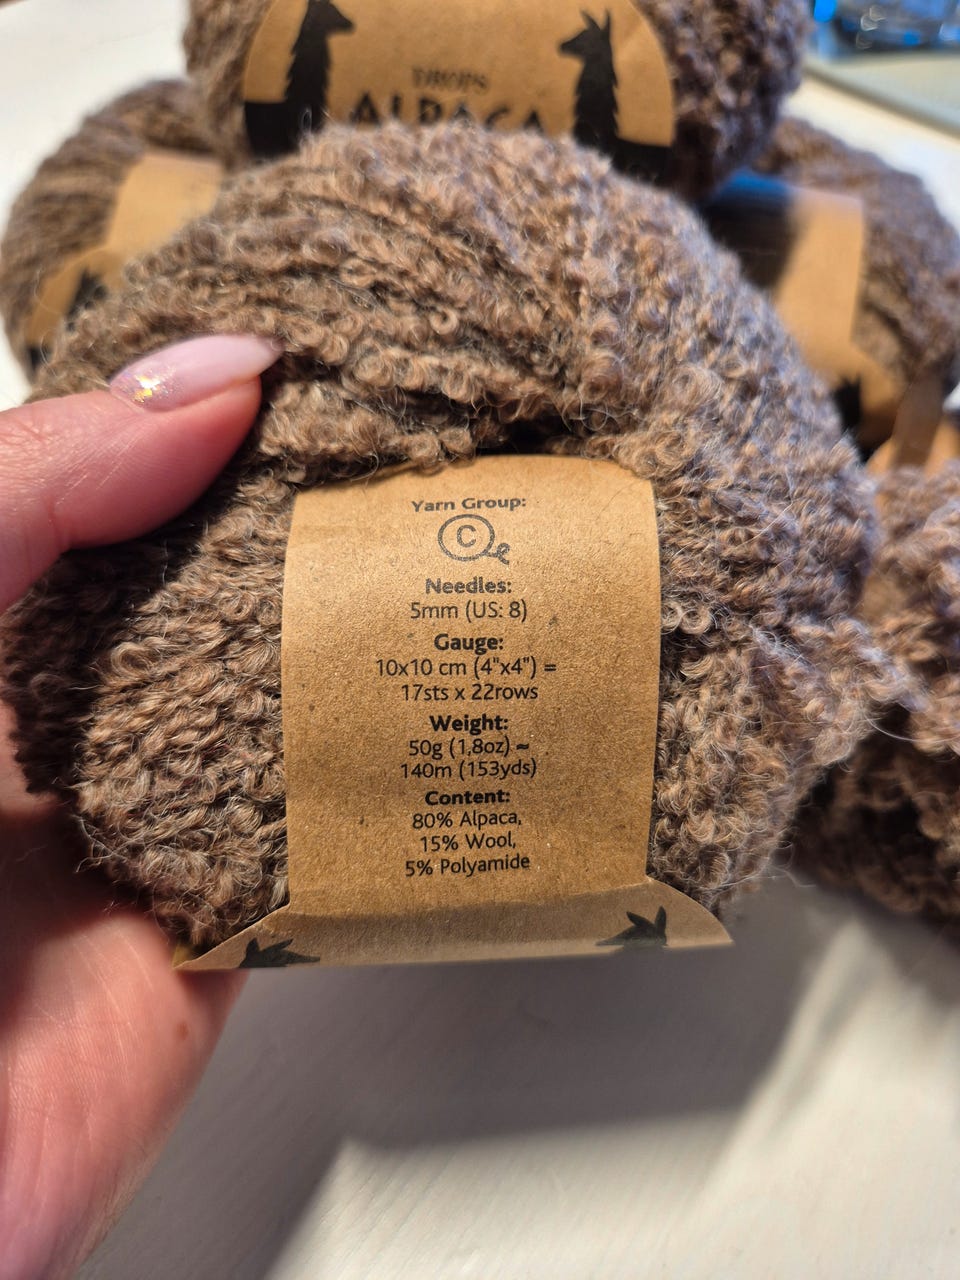 DROPS
ALPACA
Yarn Group:
C
Needles:
5mm (US: 8)
Gauge:
10x10 cm (4"x4") =
17sts x 22rows
Weight:
50g (1,8oz) ≈
140m (153yds)
Content:
80% Alpaca,
15% Wool,
5% Polyamide